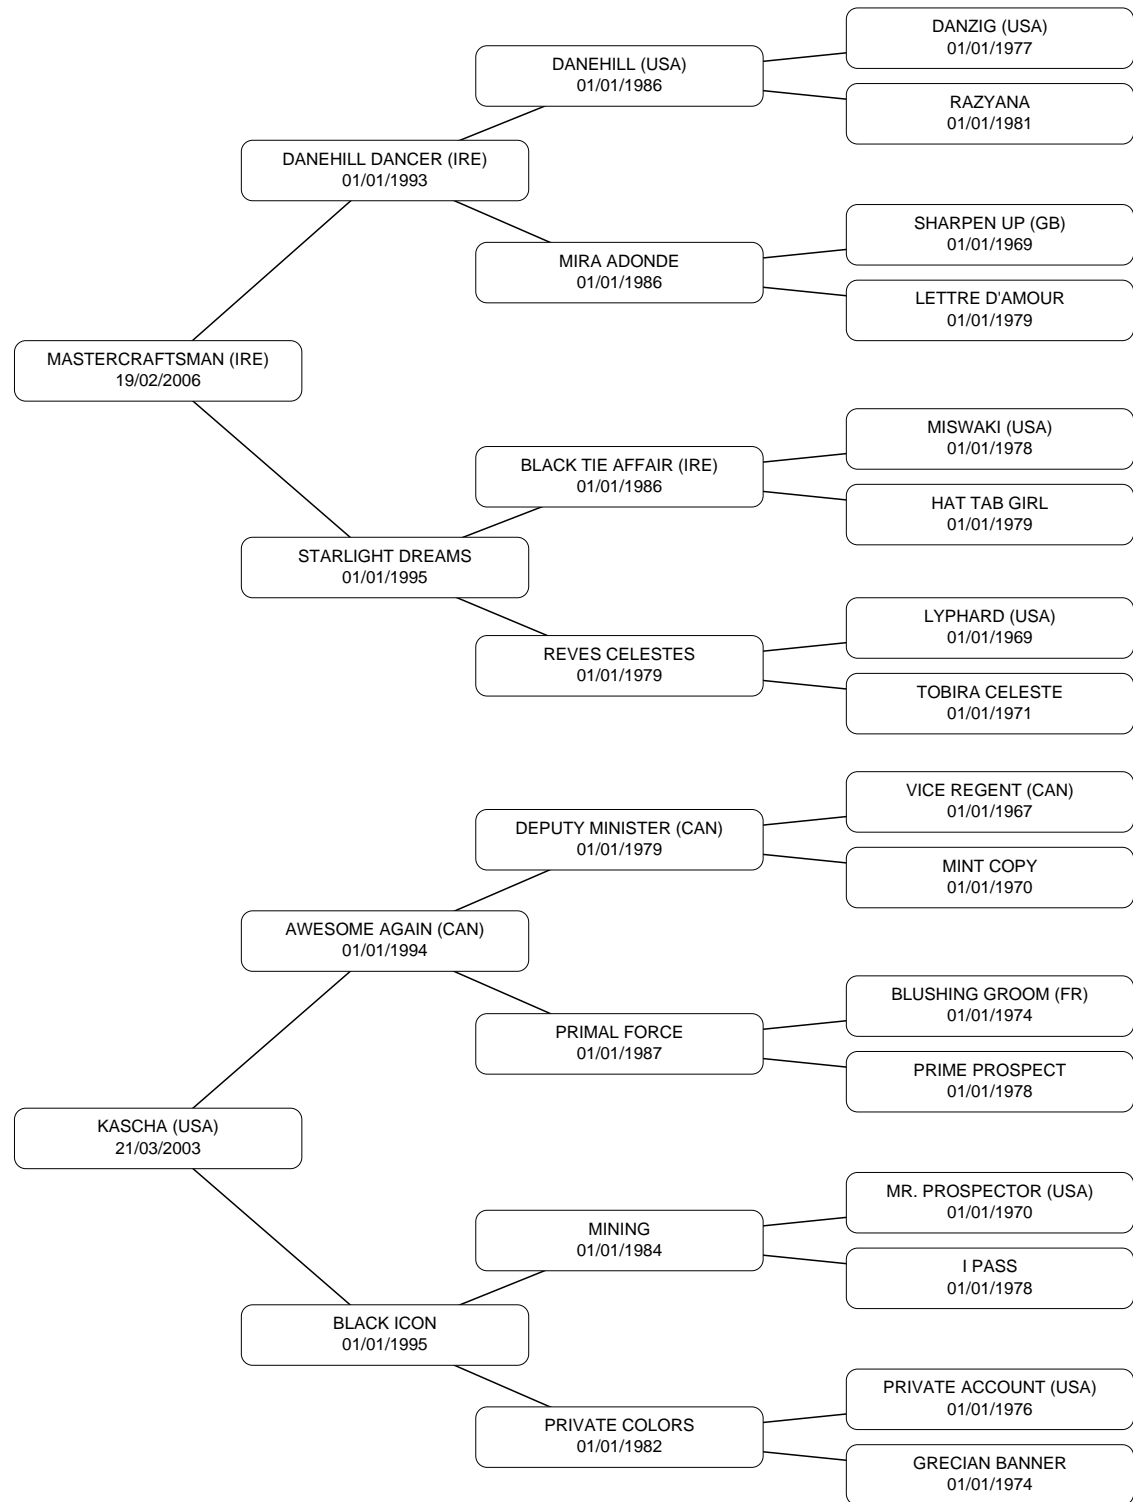 DANZIG (USA)
01/01/1977
DANEHILL (USA)
01/01/1986
RAZYANA
01/01/1981
DANEHILL DANCER (IRE)
01/01/1993
SHARPEN UP (GB)
01/01/1969
MIRA ADONDE
01/01/1986
LETTRE D'AMOUR
01/01/1979
MASTERCRAFTSMAN (IRE)
19/02/2006
MISWAKI (USA)
01/01/1978
BLACK TIE AFFAIR (IRE)
01/01/1986
HAT TAB GIRL
01/01/1979
STARLIGHT DREAMS
01/01/1995
LYPHARD (USA)
01/01/1969
REVES CELESTES
01/01/1979
TOBIRA CELESTE
01/01/1971
VICE REGENT (CAN)
01/01/1967
DEPUTY MINISTER (CAN)
01/01/1979
MINT COPY
01/01/1970
AWESOME AGAIN (CAN)
01/01/1994
BLUSHING GROOM (FR)
01/01/1974
PRIMAL FORCE
01/01/1987
PRIME PROSPECT
01/01/1978
KASCHA (USA)
21/03/2003
MR. PROSPECTOR (USA)
01/01/1970
MINING
01/01/1984
I PASS
01/01/1978
BLACK ICON
01/01/1995
PRIVATE ACCOUNT (USA)
01/01/1976
PRIVATE COLORS
01/01/1982
GRECIAN BANNER
01/01/1974